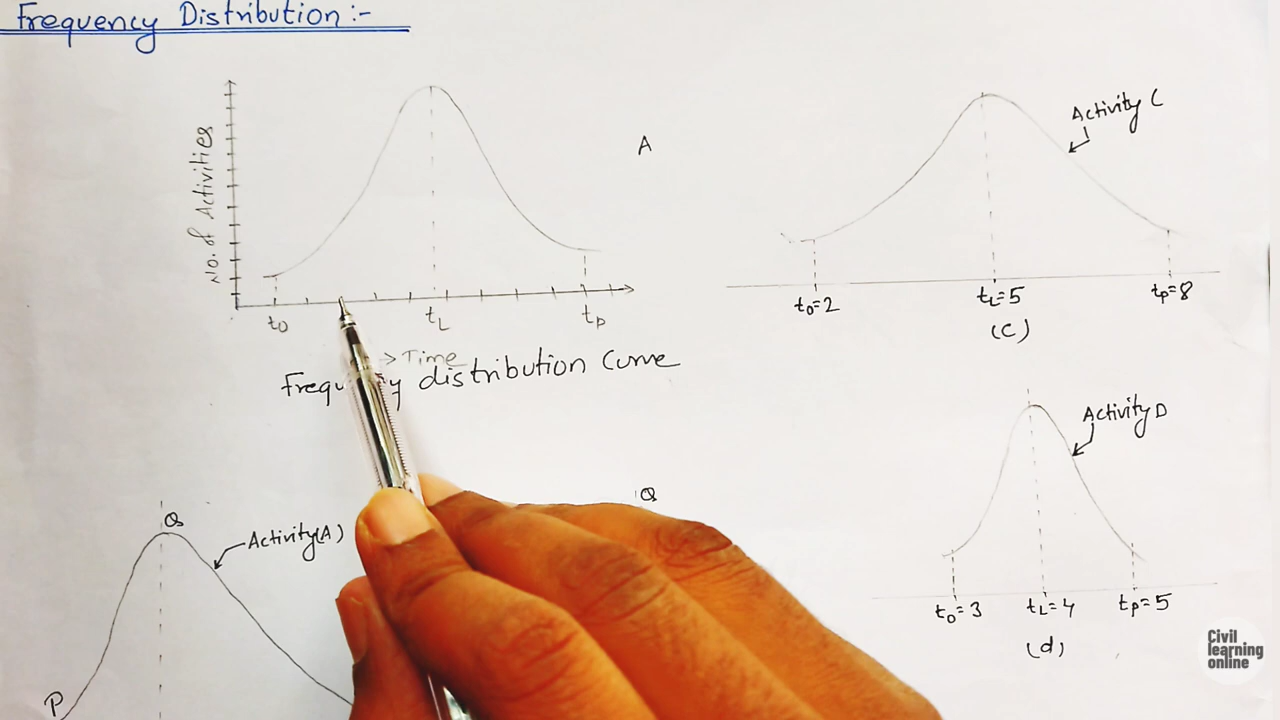 Frequency Distribution :-
No. of Activities
A
t0
tL
tp
> Time
distribution Curve
Activity C
t0=2
tL=5
tp=8
(C)
Q
Activity(A)
P
Q
Activity D
t0=3
tL=4
tp=5
(d)
Civil
learning
online